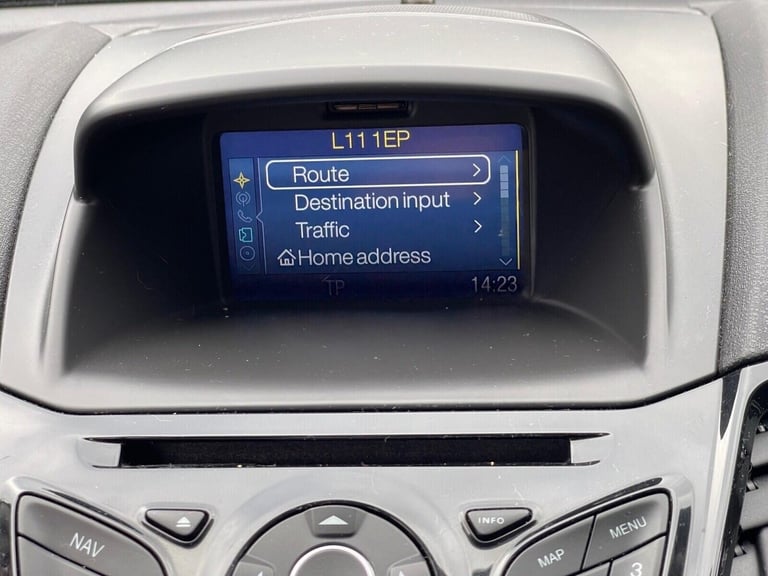 L11 1EP
Route
Destination input
Traffic
Home address
TP 14:23
INFO
NAV
MAP
MENU
3